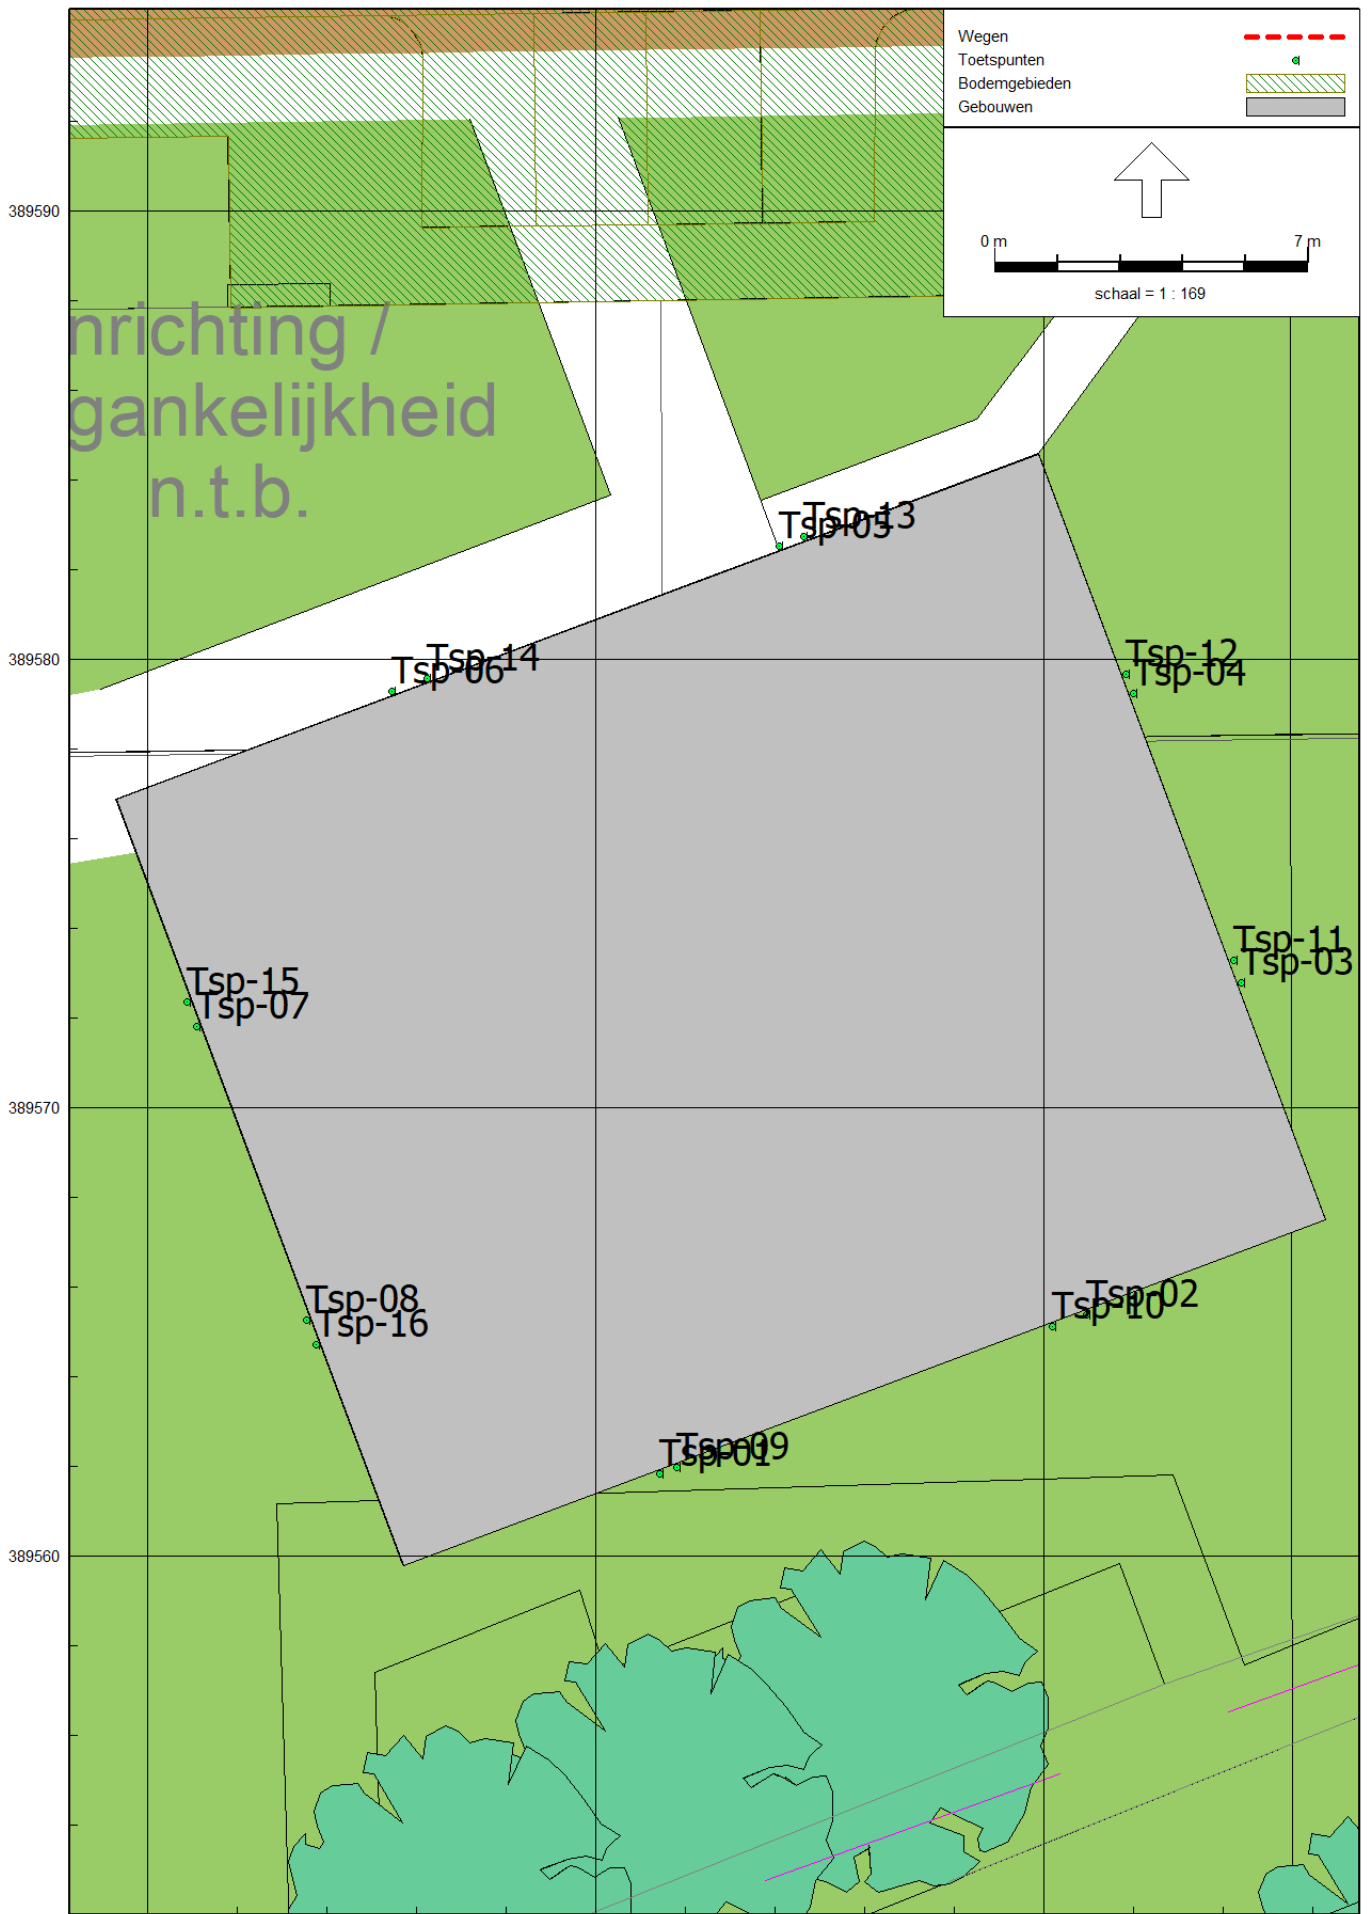 Wegen
Toetspunten
Bodemgebieden
Gebouwen
389590
0 m 7 m
schaal = 1 : 169
nrichting /
gankelijkheid
n.t.b.
Tsp-13
Tsp-05
Tsp-14
Tsp-06
389580
Tsp-12
Tsp-04
Tsp-11
Tsp-03
Tsp-15
Tsp-07
389570
Tsp-08
Tsp-16
Tsp-02
Tsp-10
Tsp-09
Tsp-01
389560